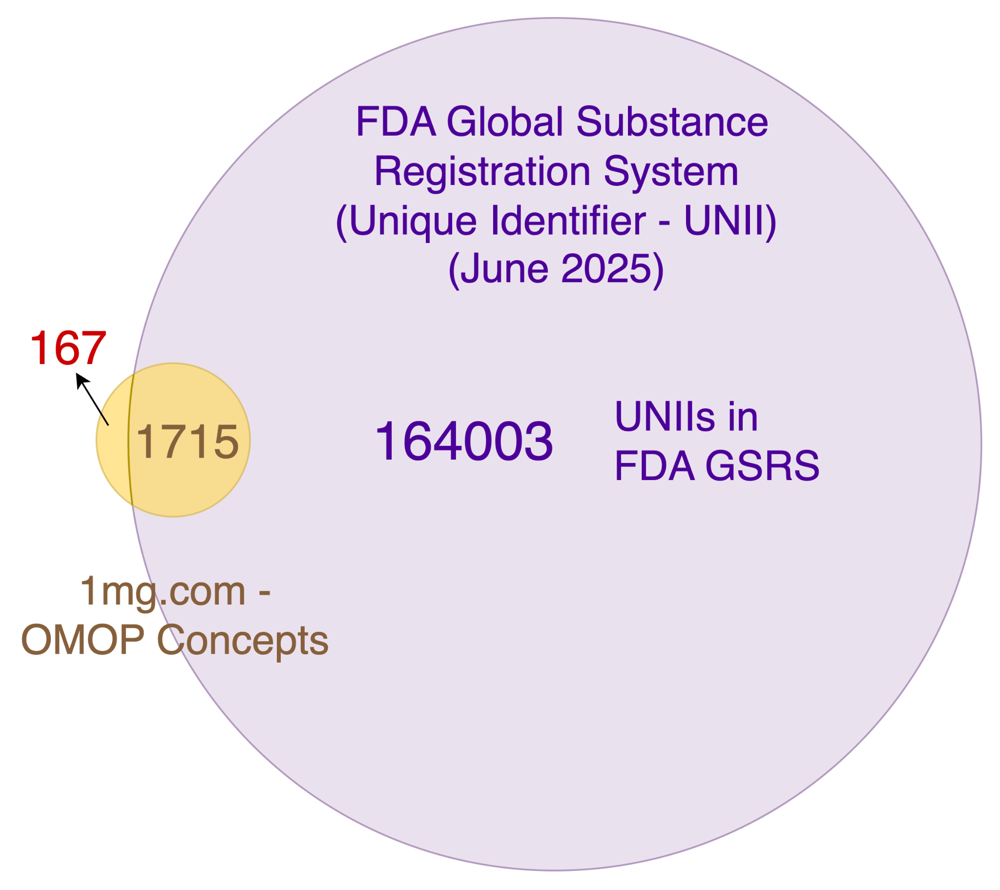 FDA Global Substance
Registration System
(Unique Identifier - UNII)
(June 2025)
167
1715
164003
UNIIs in
FDA GSRS
1mg.com -
OMOP Concepts